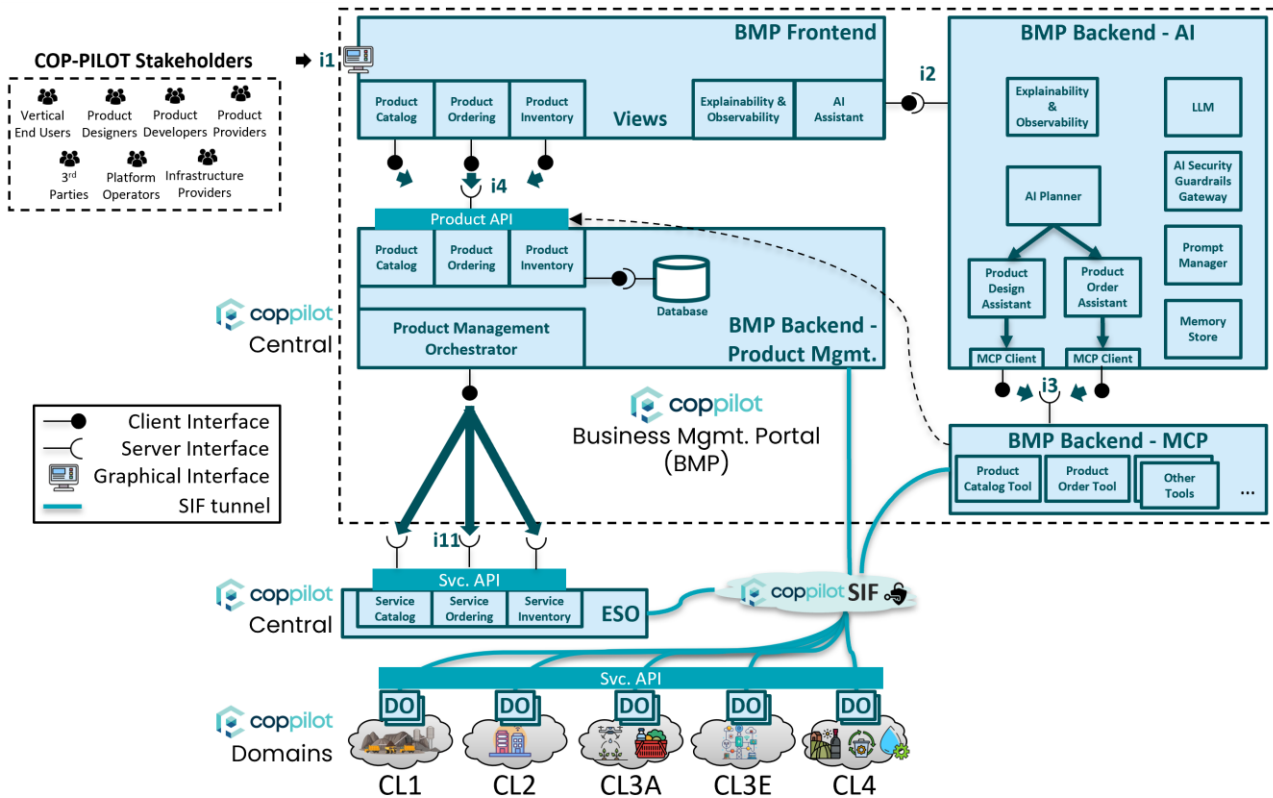 COP-PILOT Stakeholders
i1
Vertical
End Users
Product
Designers
Product
Developers
Product
Providers
3rd
Parties
Platform
Operators
Infrastructure
Providers
BMP Frontend
Product
Catalog
Product
Ordering
Product
Inventory
Views
Explainability &
Observability
AI
Assistant
i2
BMP Backend - AI
Explainability
&
Observability
LLM
AI Security
Guardrails
Gateway
AI Planner
Prompt
Manager
Product
Design
Assistant
Product
Order
Assistant
Memory
Store
MCP Client
MCP Client
i3
i4
Product API
Product
Catalog
Product
Ordering
Product
Inventory
Database
Product Management
Orchestrator
BMP Backend -
Product Mgmt.
coppilot
Central
coppilot
Business Mgmt. Portal
(BMP)
BMP Backend - MCP
Product
Catalog Tool
Product
Order Tool
Other
Tools
...
Client Interface
Server Interface
Graphical Interface
SIF tunnel
i11
Svc. API
Service
Catalog
Service
Ordering
Service
Inventory
ESO
coppilot
Central
coppilot SIF
Svc. API
DO
DO
DO
DO
DO
coppilot
Domains
CL1
CL2
CL3A
CL3E
CL4